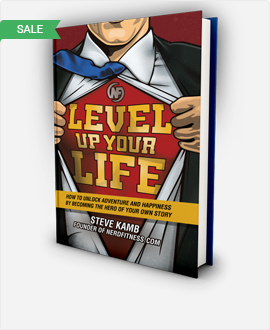 SALE
NF
LEVEL
UP YOUR
LIFE
HOW TO UNLOCK ADVENTURE AND HAPPINESS
BY BECOMING THE HERO OF YOUR OWN STORY
STEVE KAMB
FOUNDER OF NERDFITNESS.COM